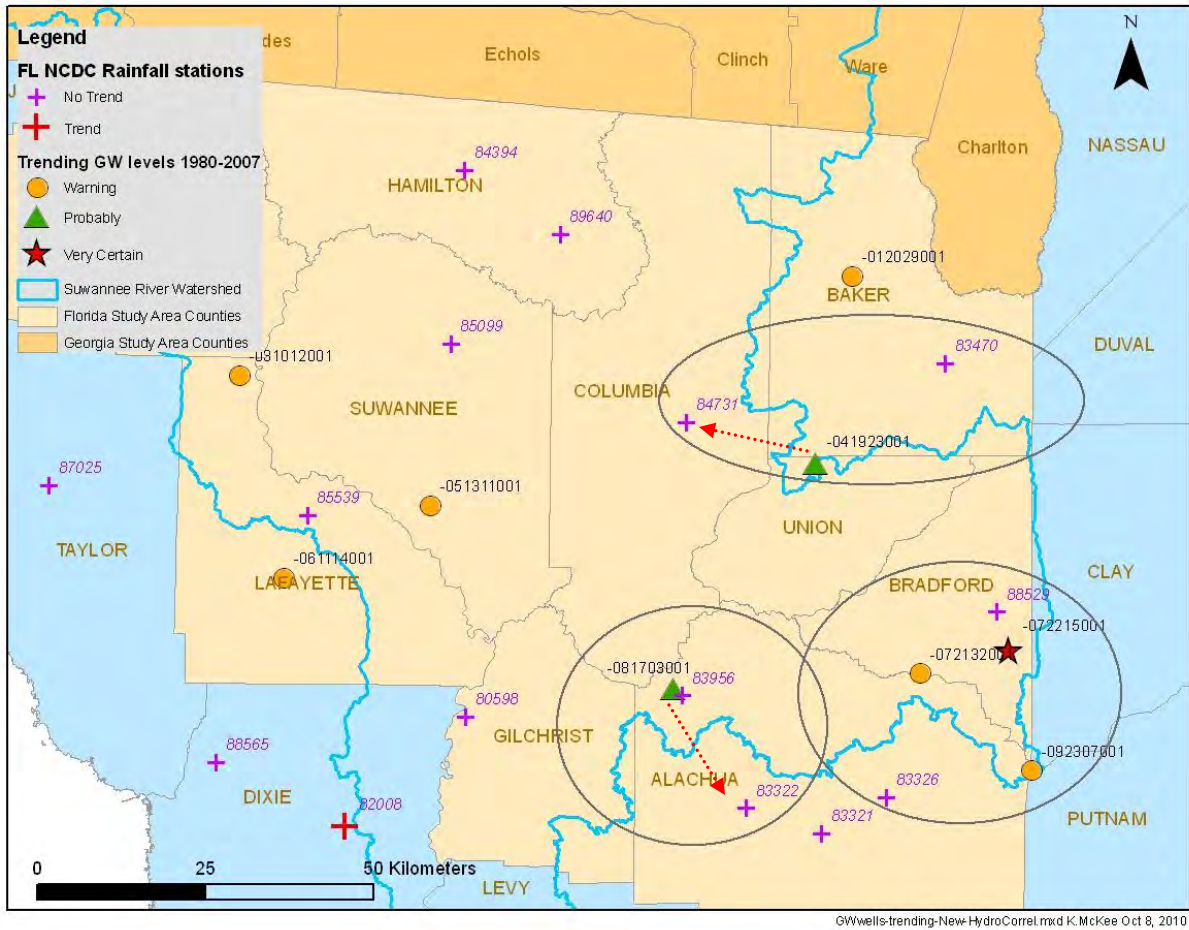 Legend
FL NCDC Rainfall stations
No Trend
Trend
Trending GW levels 1980-2007
Warning
Probably
Very Certain
Suwannee River Watershed
Florida Study Area Counties
Georgia Study Area Counties
des
Echols
Clinch
Ware
Charlton
N
NASSAU
84394
HAMILTON
89640
-012029001
BAKER
85099
83470
DUVAL
-031012001
COLUMBIA
SUWANNEE
84731
-041923001
87025
85539
-051311001
UNION
TAYLOR
-061114001
LAFAYETTE
BRADFORD
CLAY
88529
-072215001
-081703001
83956
80598
GILCHRIST
88565
-092307001
ALACHUA
DIXIE
82008
83322
83326
83321
PUTNAM
0 25 50 Kilometers
LEVY
GWwells-trending-New-HydroCorrel.mxd K.McKee Oct 8, 2010